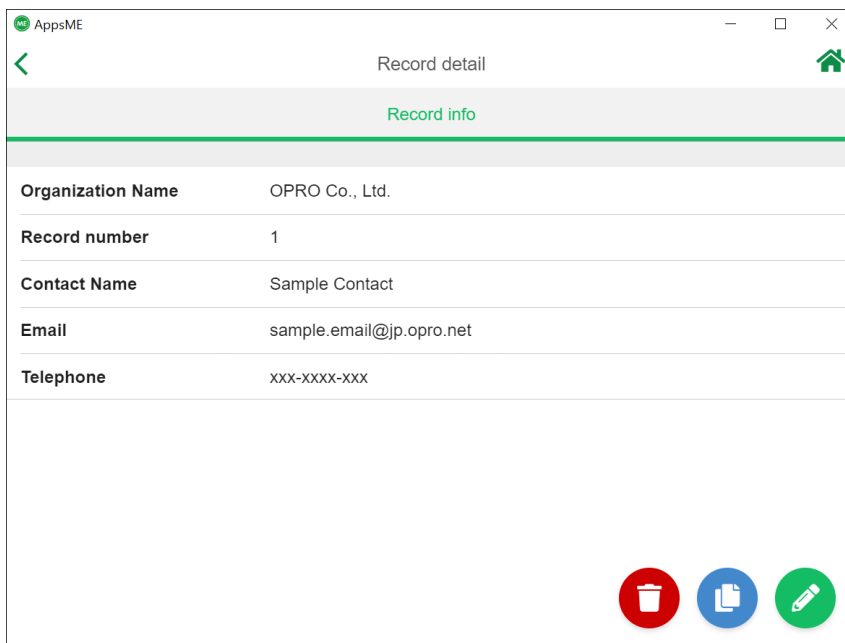 ME AppsME
Record detail
Record info
Organization Name OPRO Co., Ltd.
Record number 1
Contact Name Sample Contact
Email sample.email@jp.opro.net
Telephone xxx-xxxx-xxx